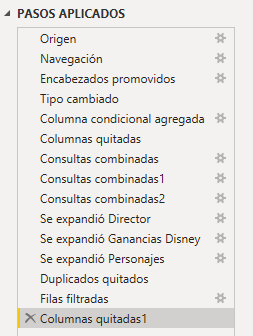 PASOS APLICADOS
Origen
Navegación
Encabezados promovidos
Tipo cambiado
Columna condicional agregada
Columnas quitadas
Consultas combinadas
Consultas combinadas1
Consultas combinadas2
Se expandió Director
Se expandió Ganancias Disney
Se expandió Personajes
Duplicados quitados
Filas filtradas
Columnas quitadas1